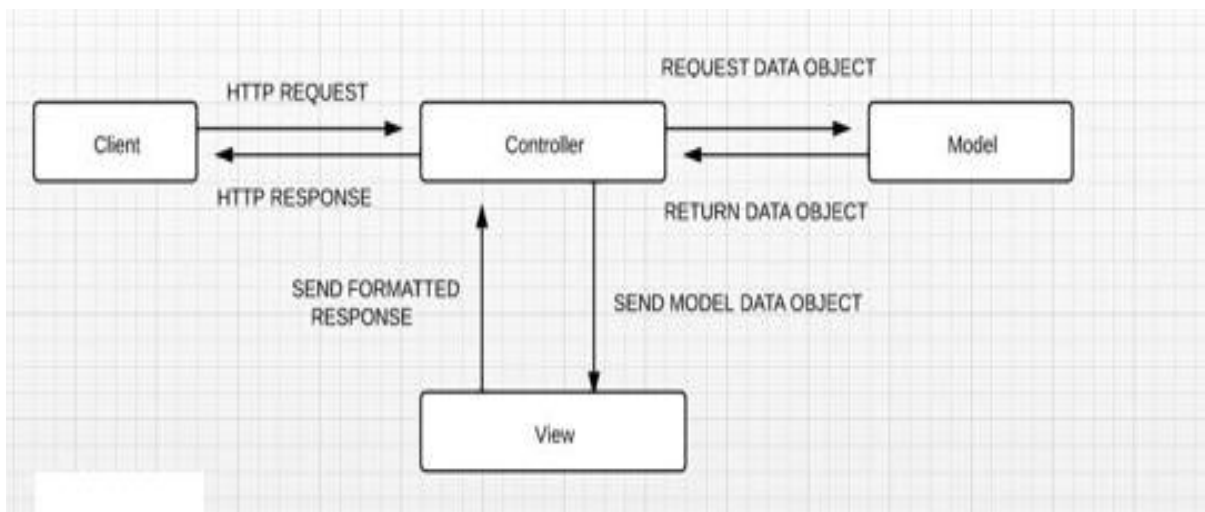 REQUEST DATA OBJECT
HTTP REQUEST
Client
Controller
Model
HTTP RESPONSE
RETURN DATA OBJECT
SEND FORMATTED
RESPONSE
SEND MODEL DATA OBJECT
View